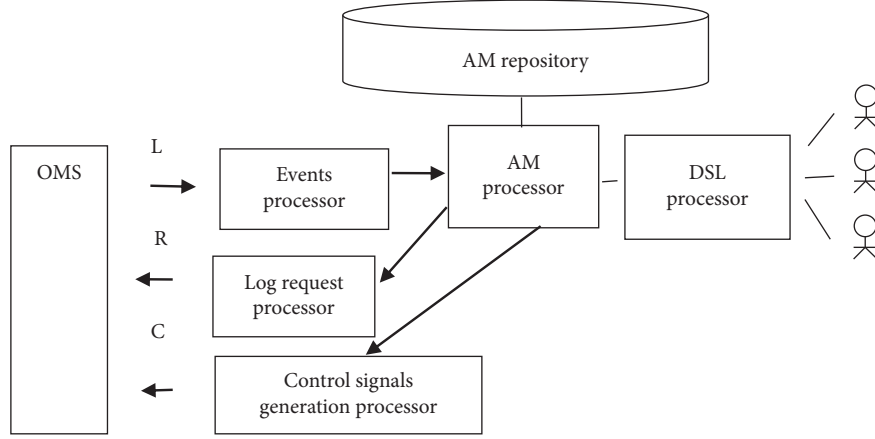 AM repository
L
OMS
Events
processor
AM
processor
DSL
processor
R
Log request
processor
C
Control signals
generation processor